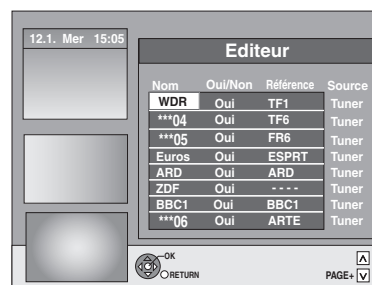 12.1. Mer 15:05
Editeur
Nom Oui/Non Référence Source
WDR Oui TF1 Tuner
***04 Oui TF6 Tuner
***05 Oui FR6 Tuner
Euros Oui ESPRT Tuner
ARD Oui ARD Tuner
ZDF Oui ---- Tuner
BBC1 Oui BBC1 Tuner
***06 Oui ARTE Tuner
OK
RETURN
PAGE+